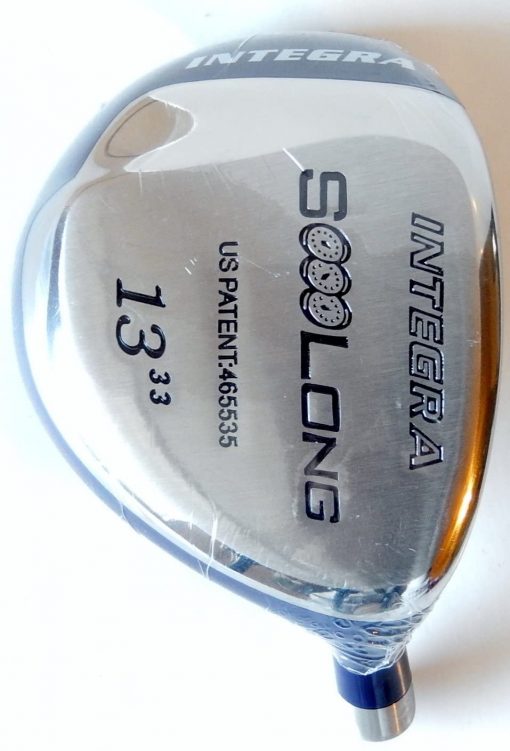 INTEGRA
INTEGRA
SOOOLONG
US PATENT:465535
13 33